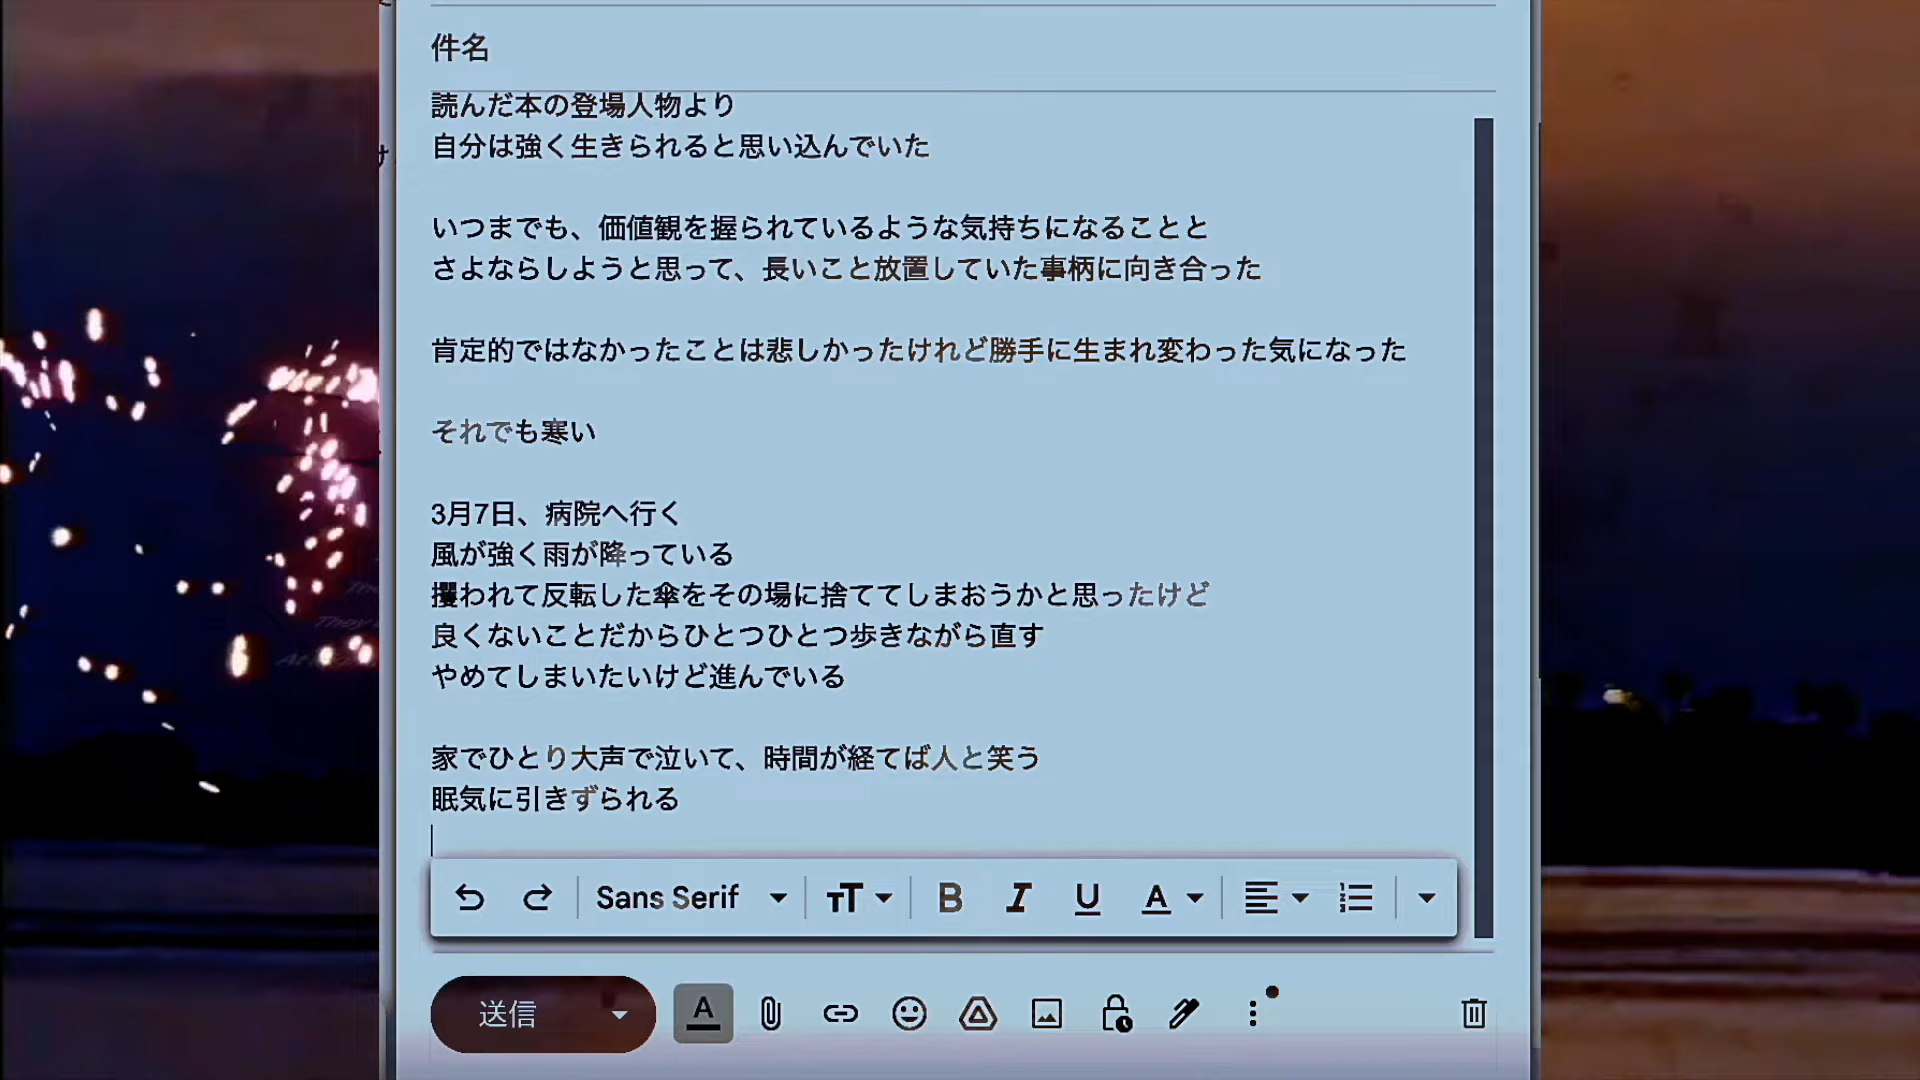 件名
読んだ本の登場人物より
自分は強く生きられると思い込んでいた
いつまでも、価値観を握られているような気持ちになることと
さよならしようと思って、長いこと放置していた事柄に向き合った
肯定的ではなかったことは悲しかったけれど勝手に生まれ変わった気になった
それでも寒い
3月7日、病院へ行く
風が強く雨が降っている
攫われて反転した傘をその場に捨ててしまおうかと思ったけど
良くないことだからひとつひとつ歩きながら直す
やめてしまいたいけど進んでいる
家でひとり大声で泣いて、時間が経てば人と笑う
眠気に引きずられる
Sans Serif
送信